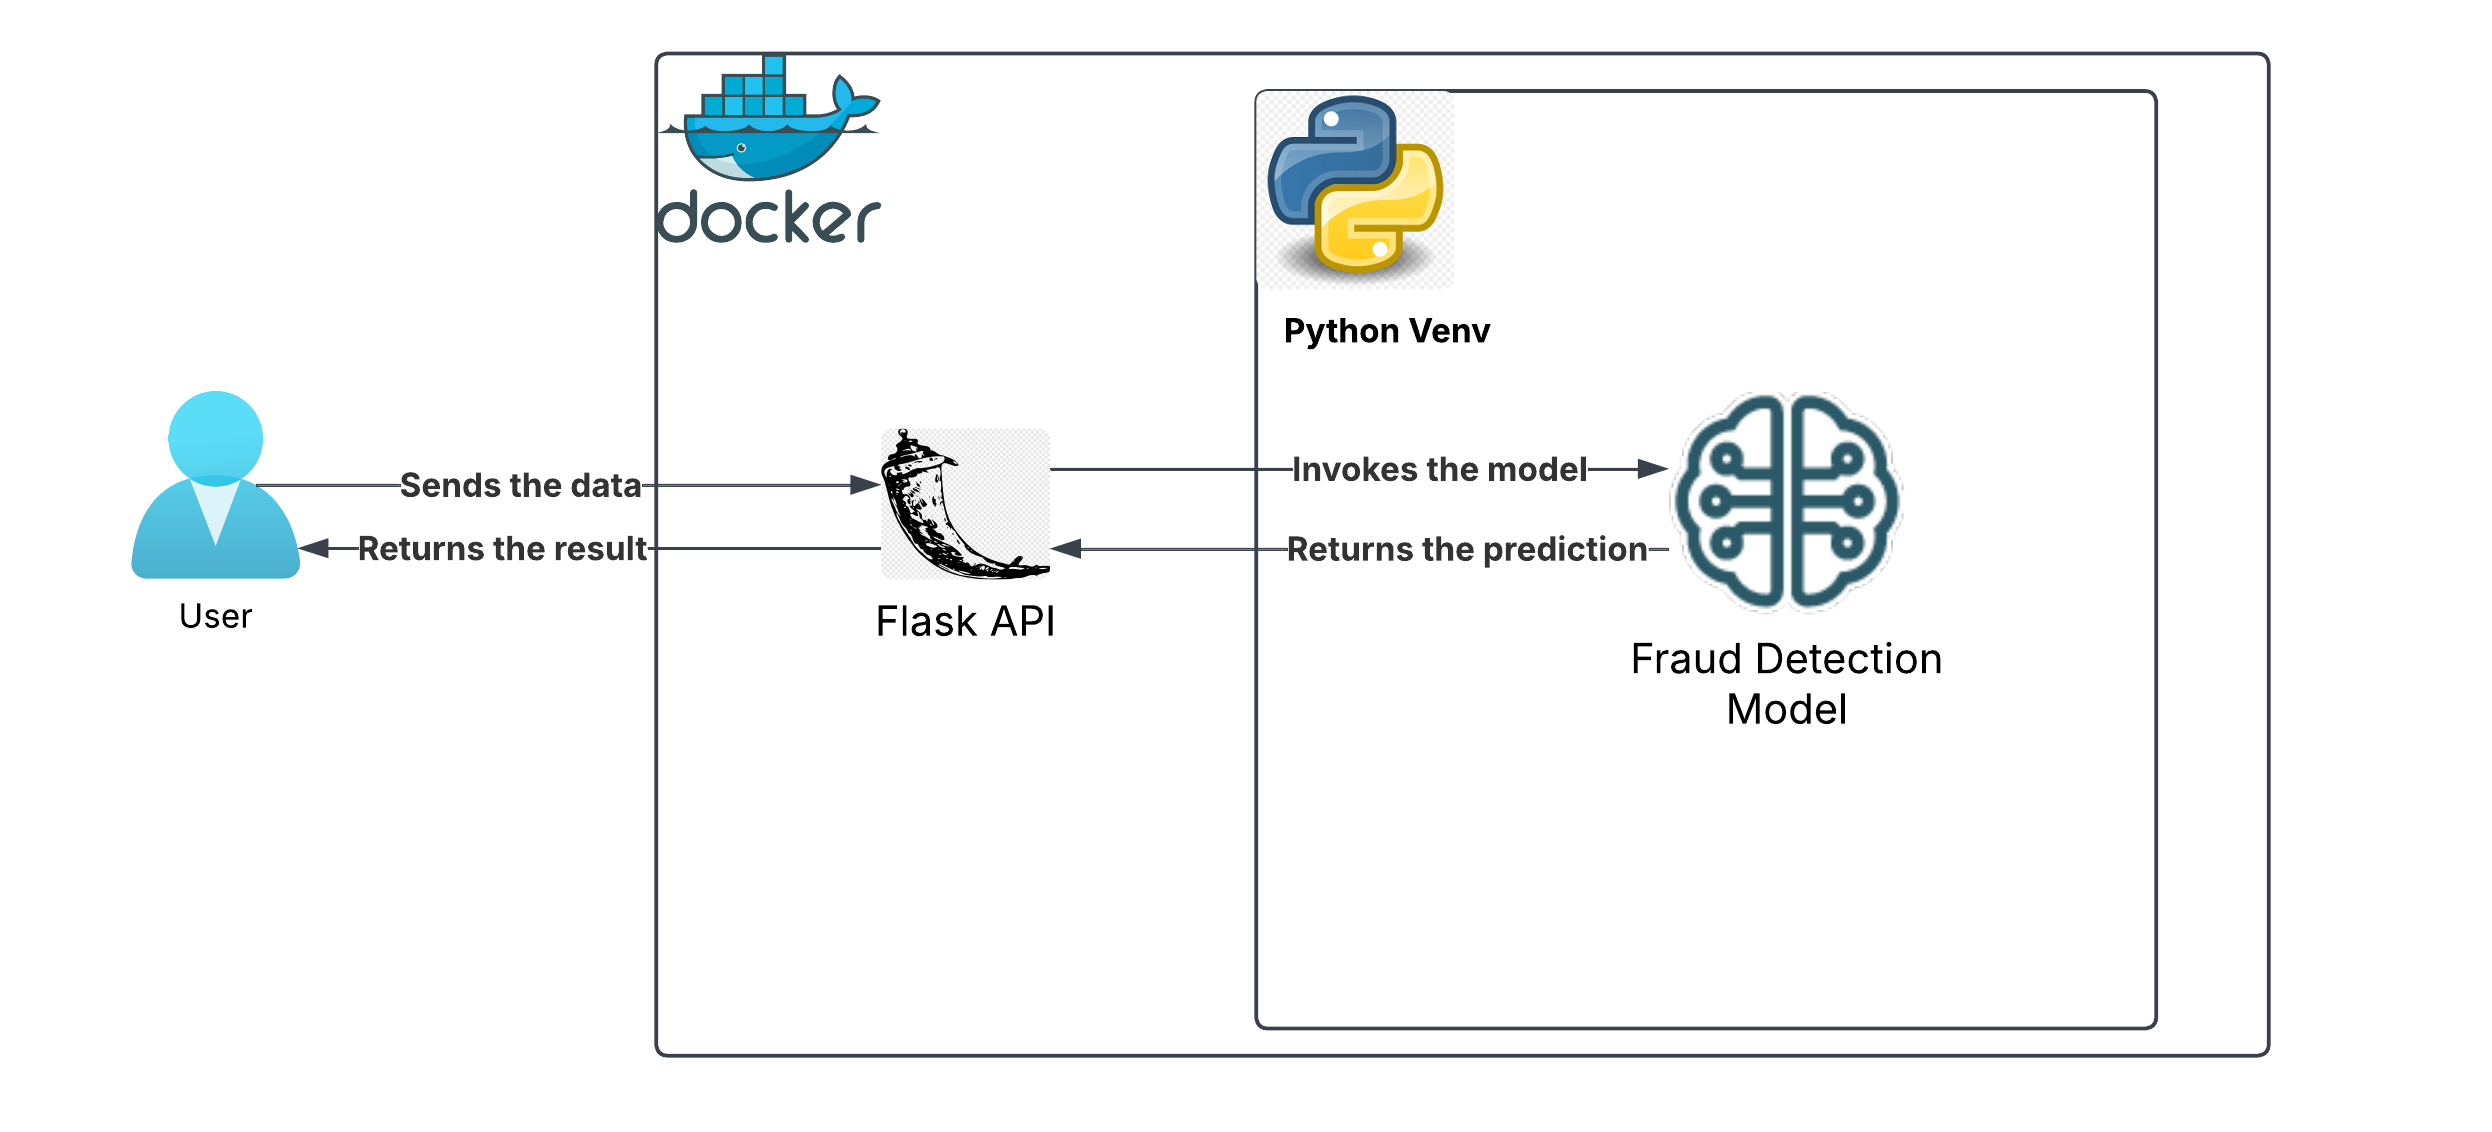 docker
Python Venv
Sends the data
Invokes the model
Returns the result
Returns the prediction
User
Flask API
Fraud Detection
Model